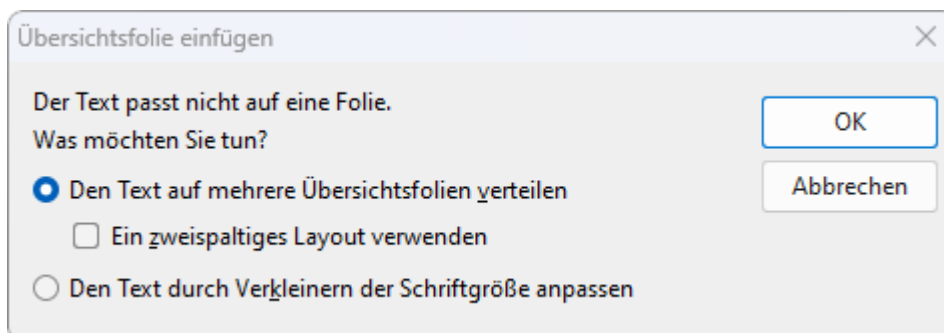 Übersichtsfolie einfügen
Der Text passt nicht auf eine Folie.
Was möchten Sie tun?
OK
Den Text auf mehrere Übersichtsfolien verteilen
Abbrechen
Ein zweispaltiges Layout verwenden
Den Text durch Verkleinern der Schriftgröße anpassen